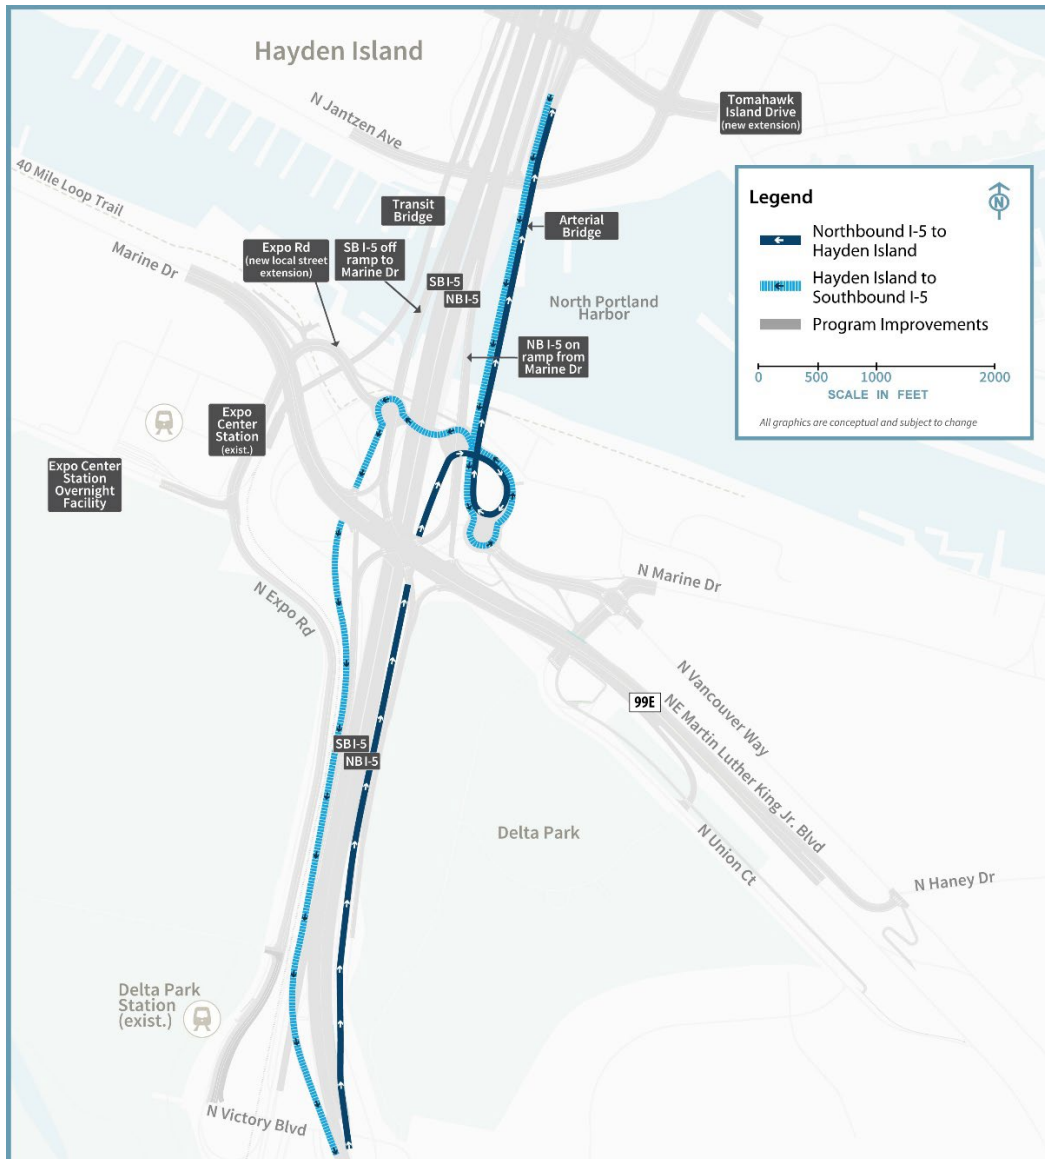 Hayden Island
N Jantzen Ave
Tomahawk
Island Drive
(new extension)
40 Mile Loop Trail
Marine Dr
Transit
Bridge
Arterial
Bridge
Expo Rd
(new local street
extension)
SB I-5 off
ramp to
Marine Dr
SB I-5
NB I-5
North Portland
Harbor
NB I-5 on
ramp from
Marine Dr
Legend
N
Northbound I-5 to
Hayden Island
Hayden Island to
Southbound I-5
Program Improvements
0 500 1000 2000
SCALE IN FEET
All graphics are conceptual and subject to change
Expo
Center
Station
(exist.)
Expo Center
Station
Overnight
Facility
N Expo Rd
N Marine Dr
N Vancouver Way
99E
NE Martin Luther King Jr. Blvd
SB I-5
NB I-5
Delta Park
N Union Ct
N Haney Dr
Delta Park
Station
(exist.)
N Victory Blvd